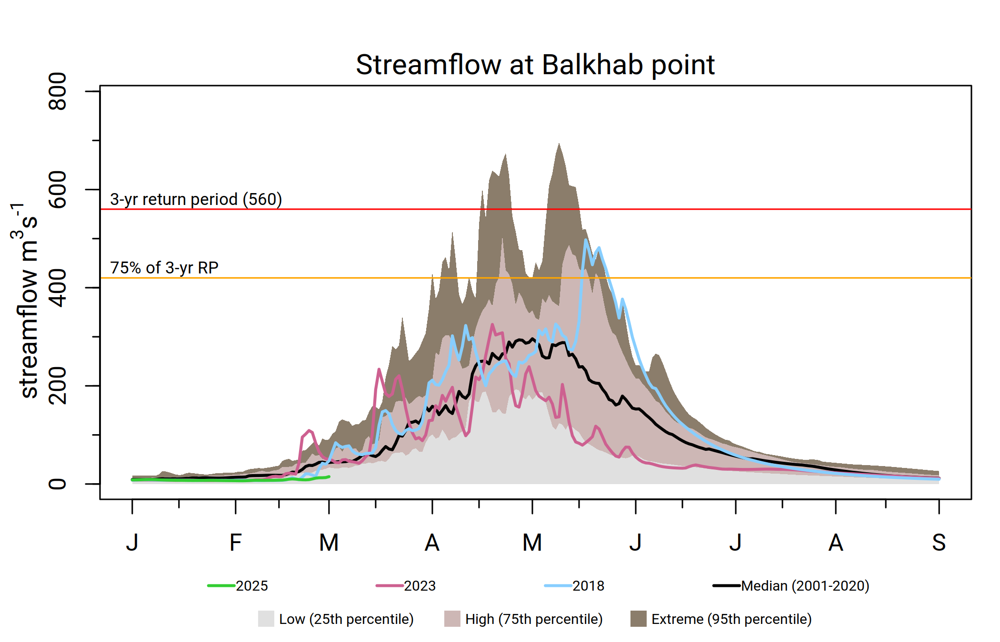 Streamflow at Balkhab point
streamflow m³s⁻¹
800
600
400
200
0
3-yr return period (560)
75% of 3-yr RP
J F M A M J J A S
2025 2023 2018 Median (2001-2020)
Low (25th percentile) High (75th percentile) Extreme (95th percentile)